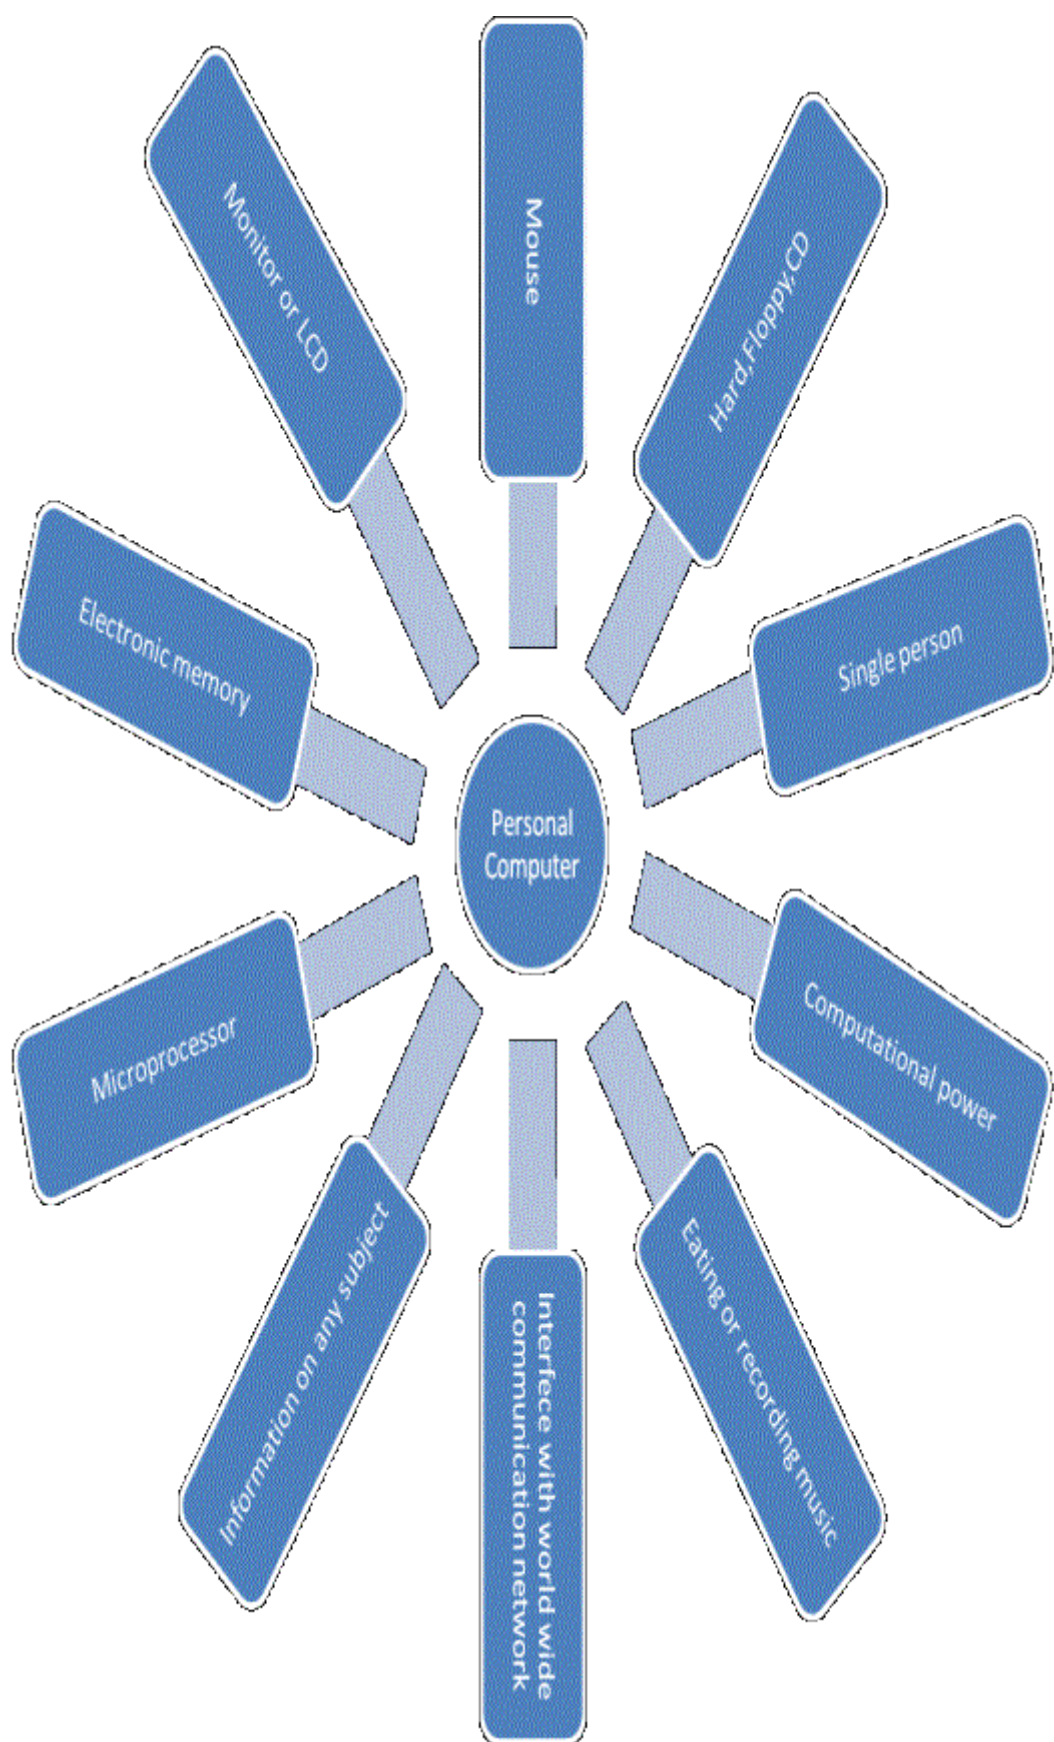 Mouse
Hard,Floppy,CD
Single person
Computational power
Eating or recording music
Interfece with world wide
communication network
Information on any subject
Microprocessor
Electronic memory
Monitor or LCD
Personal
Computer